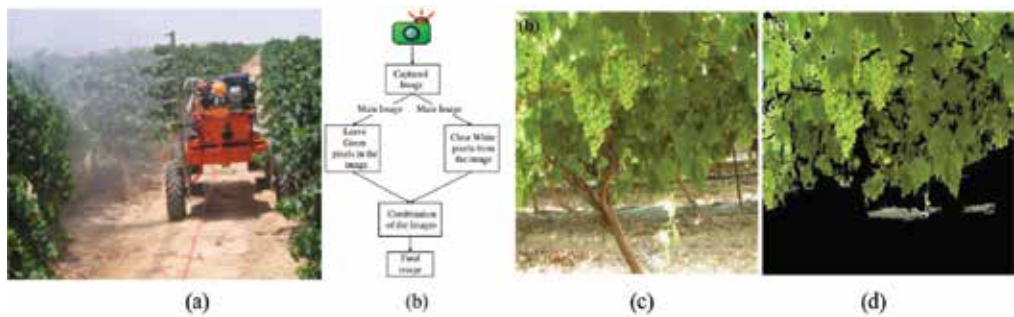 Captured
Image
Main Image Main Image
Leave
Green
pixels in the
image
Clear White
pixels from
the image
Combination
of the Images
Final
image
(b)
(a)
(b)
(c)
(d)